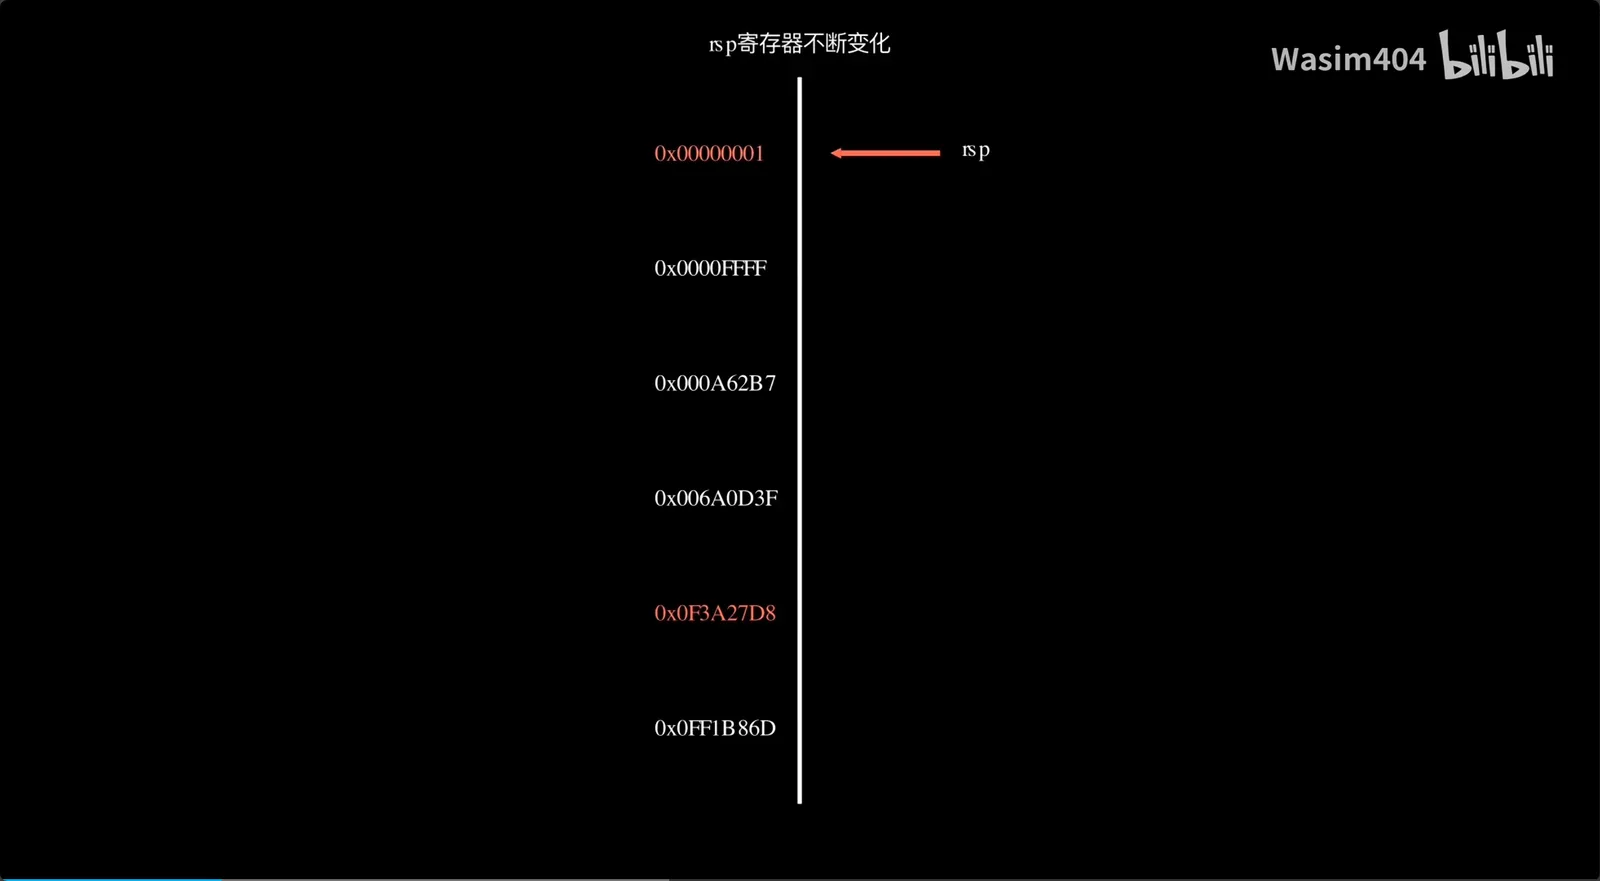 rsp寄存器不断变化
Wasim404 bilibili
0x00000001
rsp
0x0000FFFF
0x000A62B7
0x006A0D3F
0x0F3A27D8
0x0FF1B86D